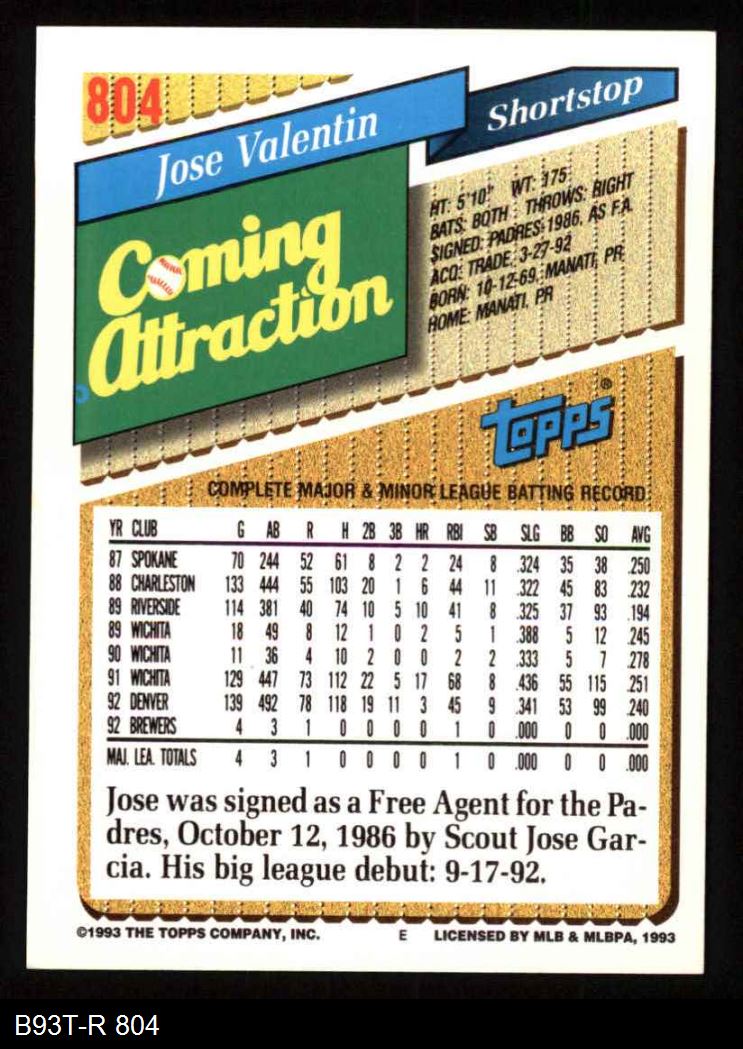 804
Jose Valentin
Shortstop
Coming
Attraction
HT: 5'10" WT: 175
BATS: BOTH THROWS: RIGHT
SIGNED: PADRES-1986, AS F.A.
ACQ: TRADE, 3-27-92
BORN: 10-12-69, MANATI, PR
HOME: MANATI, PR
TOPPS®
COMPLETE MAJOR & MINOR LEAGUE BATTING RECORD
YR CLUB G AB R H 2B 3B HR RBI SB SLG BB SO AVG
87 SPOKANE 70 244 52 61 8 2 2 24 8 .324 35 38 .250
88 CHARLESTON 133 444 55 103 20 1 6 44 11 .322 45 83 .232
89 RIVERSIDE 114 381 40 74 10 5 10 41 8 .325 37 93 .194
89 WICHITA 18 49 8 12 1 0 2 5 1 .388 5 12 .245
90 WICHITA 11 36 4 10 2 0 0 2 2 .333 5 7 .278
91 WICHITA 129 447 73 112 22 5 17 68 8 .436 55 115 .251
92 DENVER 139 492 78 118 19 11 3 45 9 .341 53 99 .240
92 BREWERS 4 3 1 0 0 0 0 1 0 .000 0 0 .000
MAJ. LEA. TOTALS 4 3 1 0 0 0 0 1 0 .000 0 0 .000
Jose was signed as a Free Agent for the Pa-
dres, October 12, 1986 by Scout Jose Gar-
cia. His big league debut: 9-17-92.
©1993 THE TOPPS COMPANY, INC. E LICENSED BY MLB & MLBPA, 1993
B93T-R 804